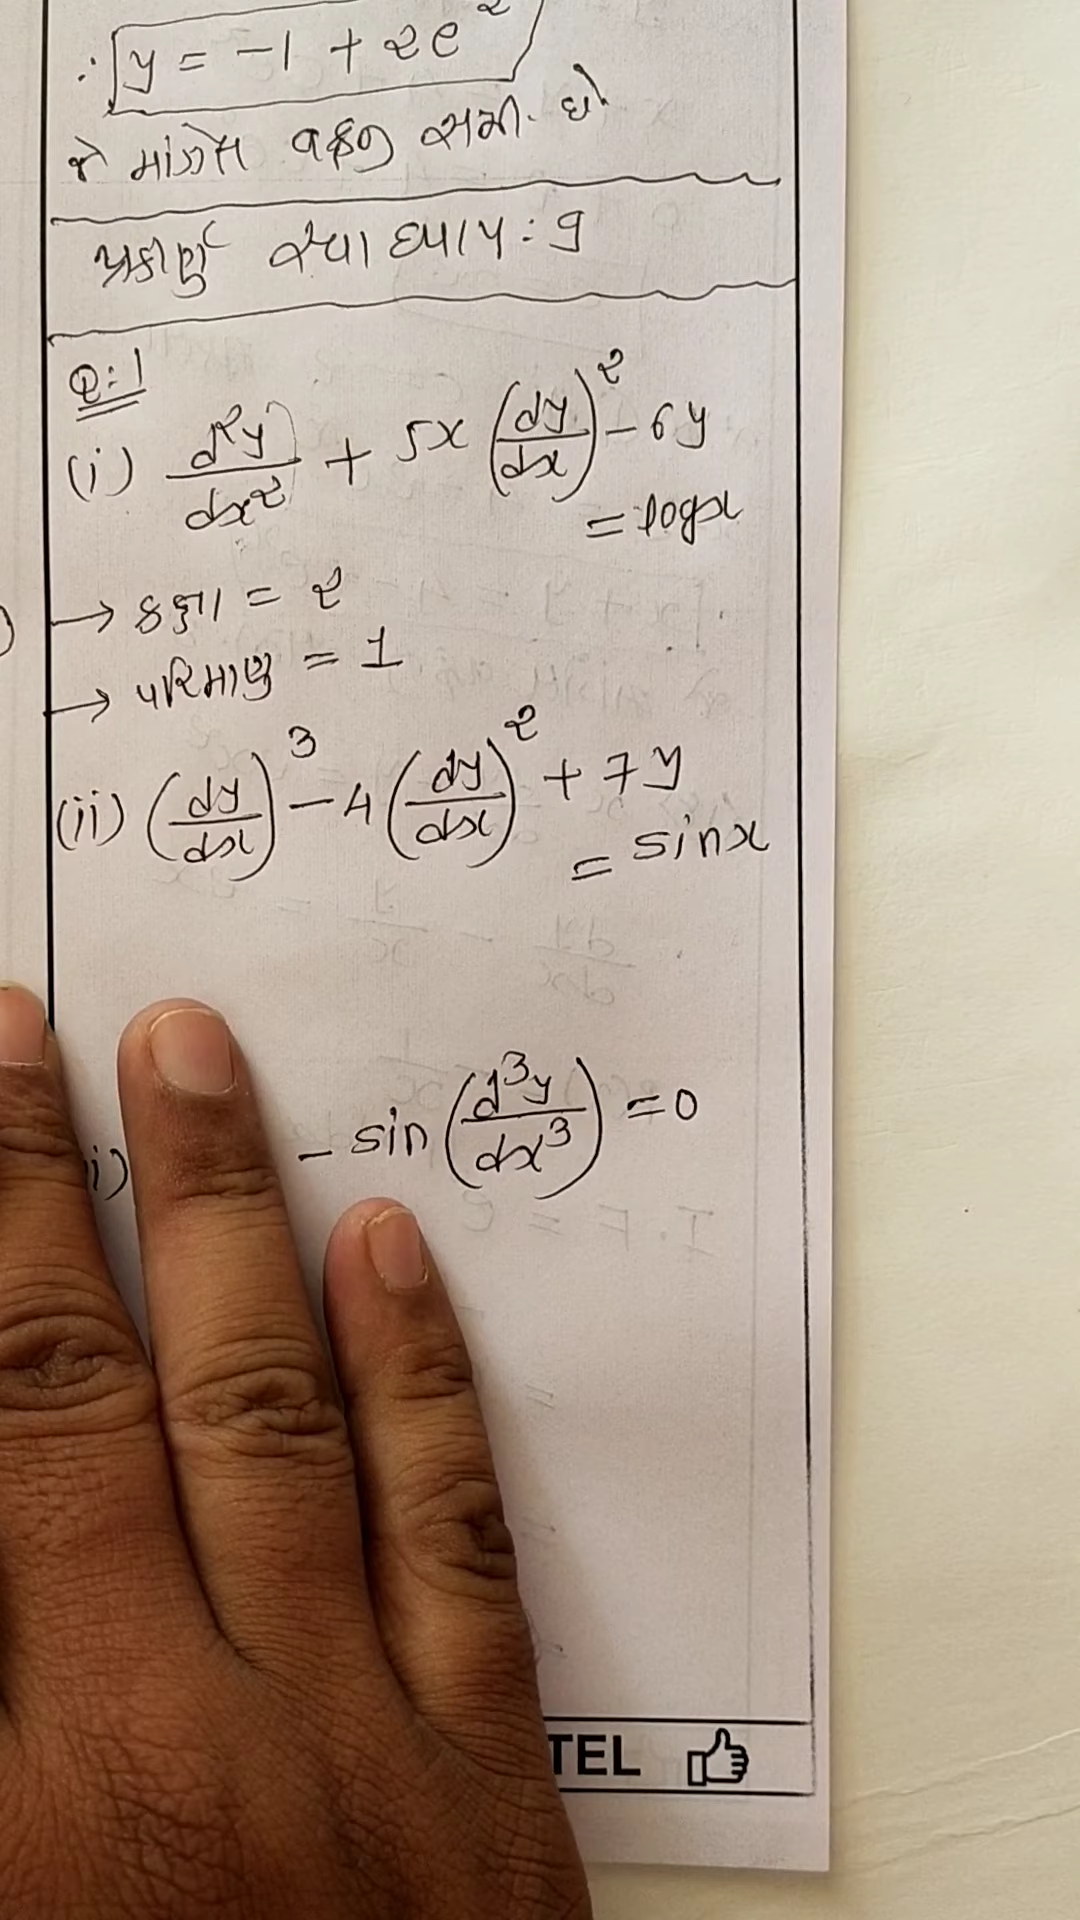 ∴ y = -1 + 2e
જે માંગેલ વક્રનું સમી. છે.
પ્રકીર્ણ સ્વાધ્યાય: 9
Q:1
(i) d²y/dx² + 5x (dy/dx)² - 6y
= logx
→ કક્ષા = 2
→ પરિમાણ = 1
(ii) (dy/dx)³ - 4 (dy/dx)² + 7y
= sinx
i) - sin (d³y/dx³) = 0
TEL